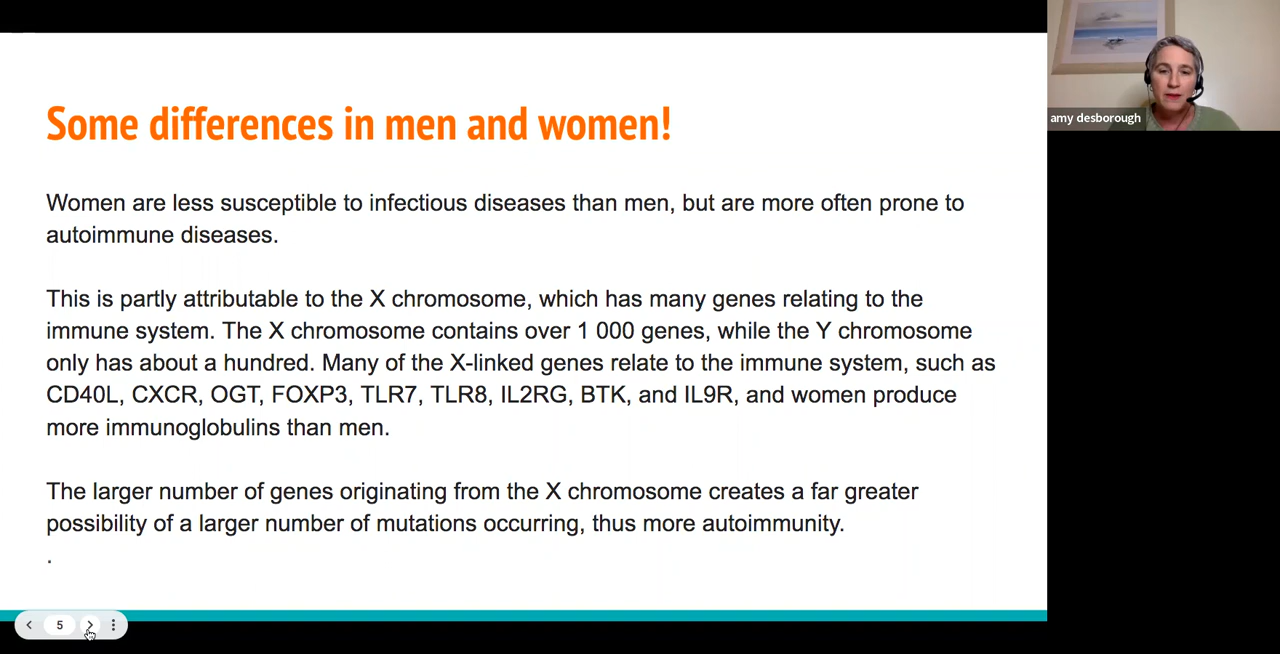 Some differences in men and women!
Women are less susceptible to infectious diseases than men, but are more often prone to
autoimmune diseases.
This is partly attributable to the X chromosome, which has many genes relating to the
immune system. The X chromosome contains over 1 000 genes, while the Y chromosome
only has about a hundred. Many of the X-linked genes relate to the immune system, such as
CD40L, CXCR, OGT, FOXP3, TLR7, TLR8, IL2RG, BTK, and IL9R, and women produce
more immunoglobulins than men.
The larger number of genes originating from the X chromosome creates a far greater
possibility of a larger number of mutations occurring, thus more autoimmunity.
.
5
amy desborough